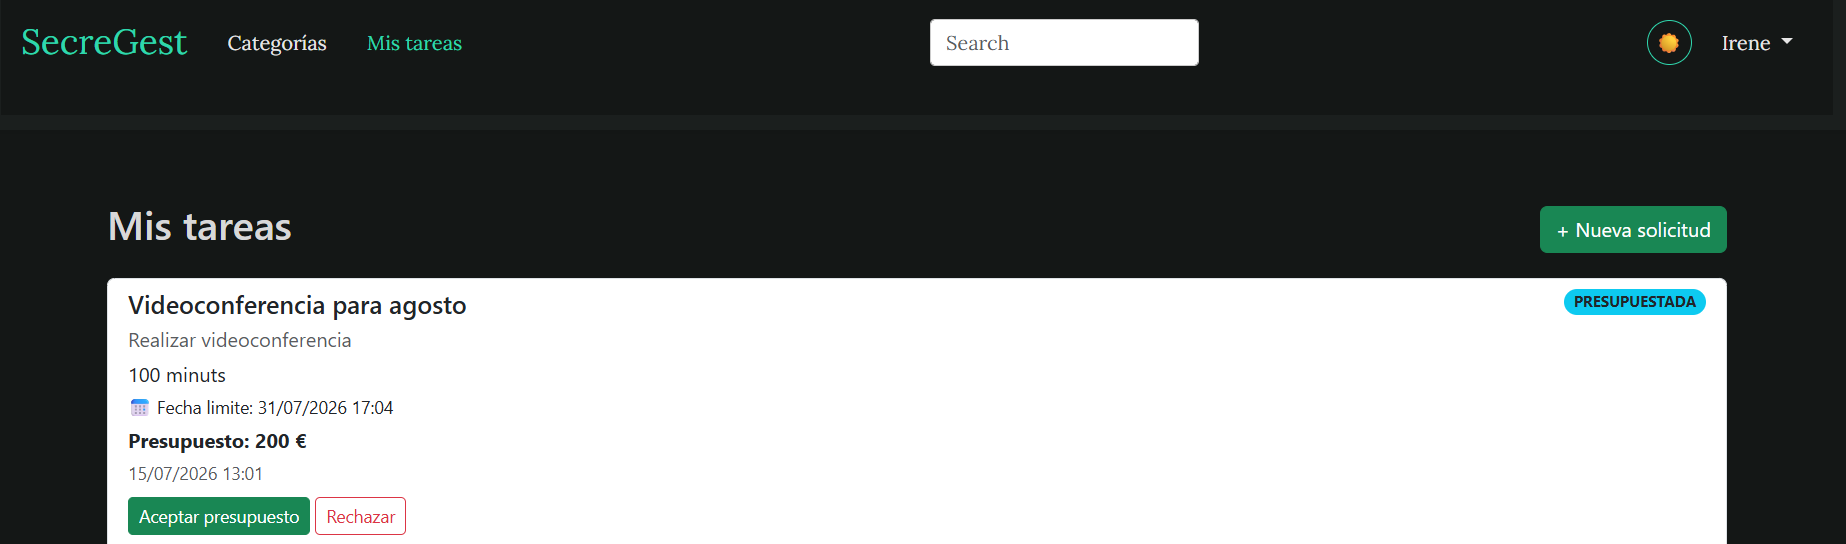 SecreGest Categorías Mis tareas Search Irene
Mis tareas
+ Nueva solicitud
Videoconferencia para agosto
PRESUPUESTADA
Realizar videoconferencia
100 minuts
Fecha limite: 31/07/2026 17:04
Presupuesto: 200 €
15/07/2026 13:01
Aceptar presupuesto Rechazar